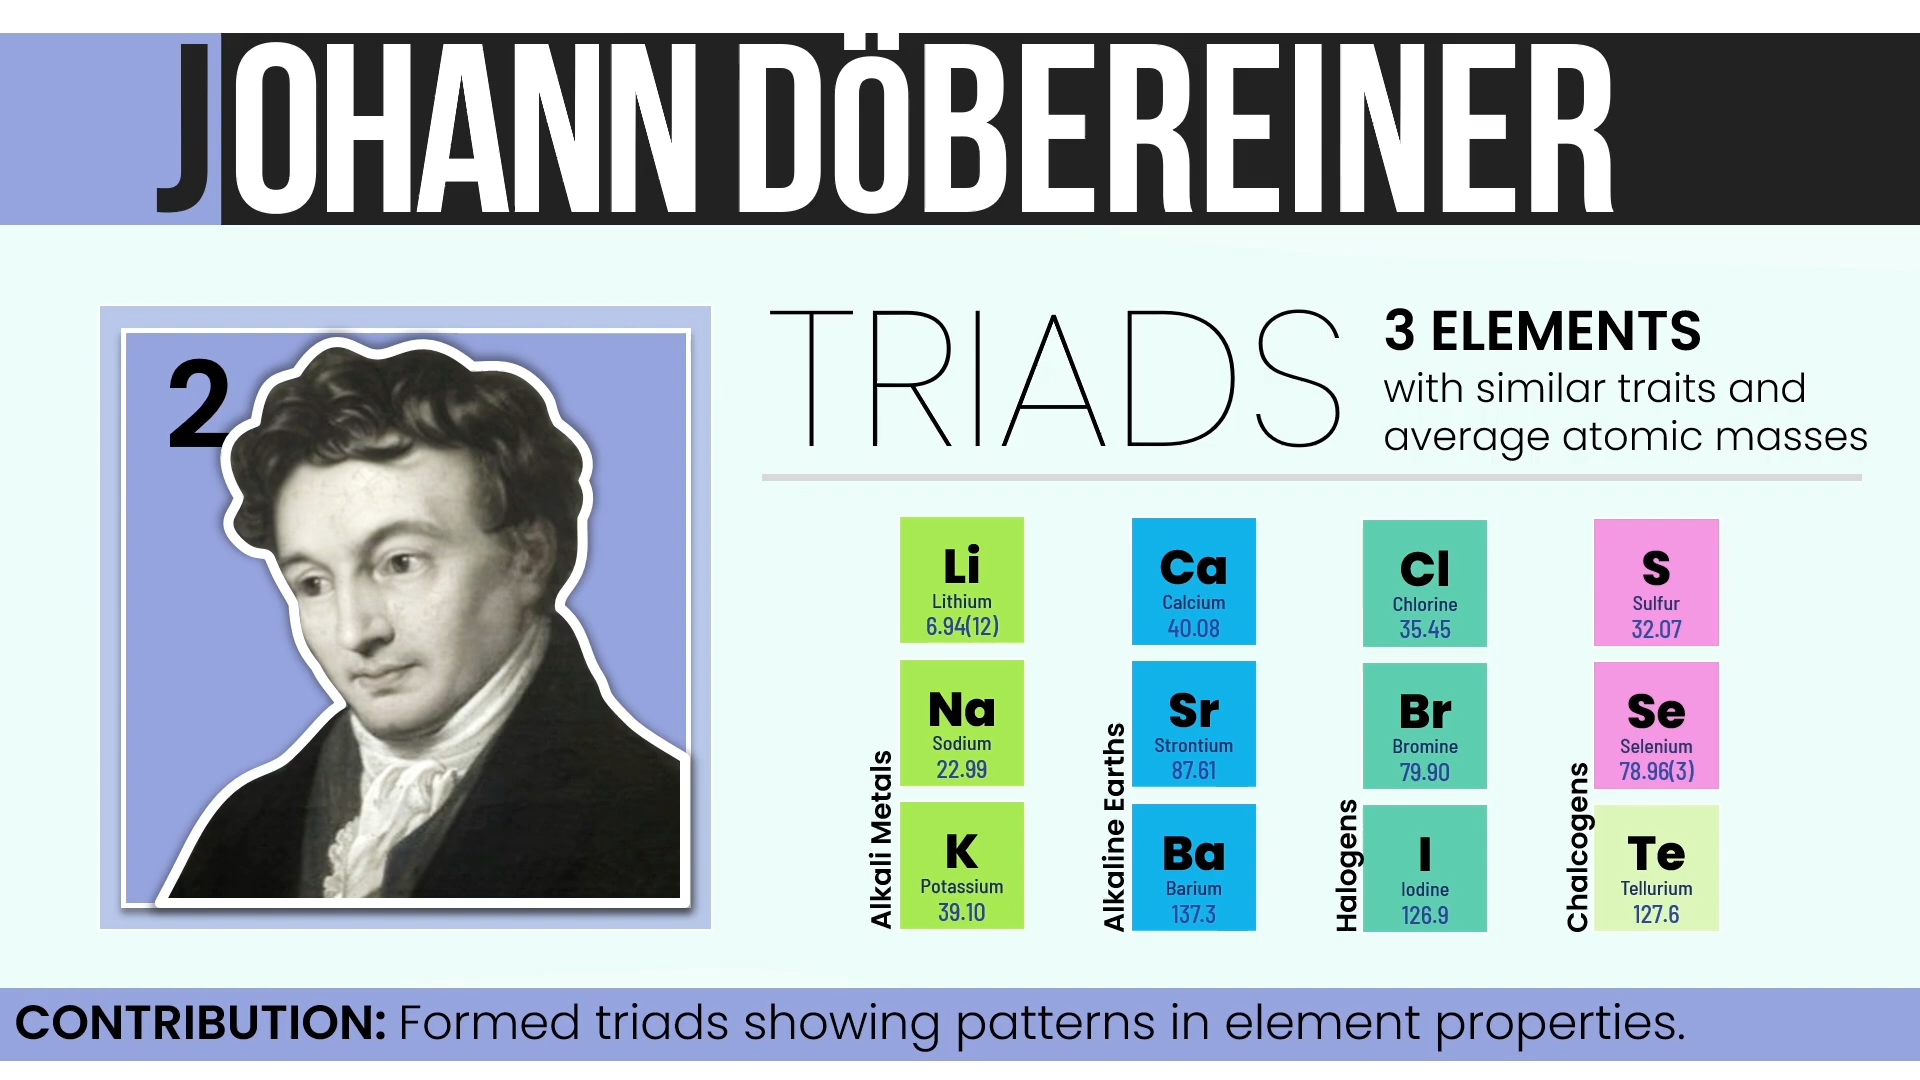 JOHANN DÖBEREINER
2
TRIADS
3 ELEMENTS
with similar traits and
average atomic masses
Alkali Metals
Li
Lithium
6.94(12)
Na
Sodium
22.99
K
Potassium
39.10
Alkaline Earths
Ca
Calcium
40.08
Sr
Strontium
87.61
Ba
Barium
137.3
Halogens
Cl
Chlorine
35.45
Br
Bromine
79.90
I
Iodine
126.9
Chalcogens
S
Sulfur
32.07
Se
Selenium
78.96(3)
Te
Tellurium
127.6
CONTRIBUTION: Formed triads showing patterns in element properties.